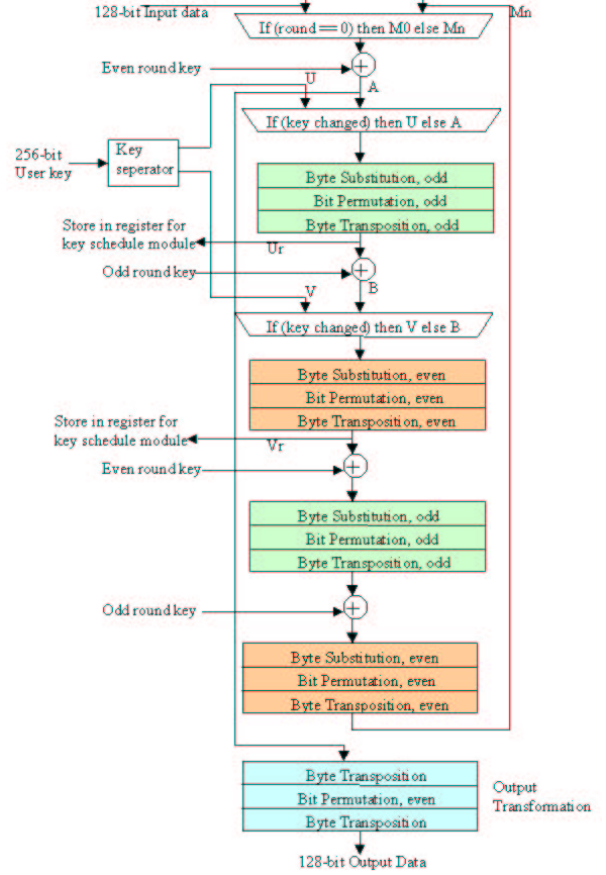 128-bit Input data
Mn
If (round == 0) then M0 else Mn
Even round key
U
A
If (key changed) then U else A
256-bit
User key
Key
seperator
Byte Substitution, odd
Bit Permutation, odd
Byte Transposition, odd
Store in register for
key schedule module
Ur
Odd round key
B
V
If (key changed) then V else B
Byte Substitution, even
Bit Permutation, even
Byte Transposition, even
Store in register for
key schedule module
Vr
Even round key
Byte Substitution, odd
Bit Permutation, odd
Byte Transposition, odd
Odd round key
Byte Substitution, even
Bit Permutation, even
Byte Transposition, even
Byte Transposition
Bit Permutation, even
Byte Transposition
Output
Transformation
128-bit Output Data